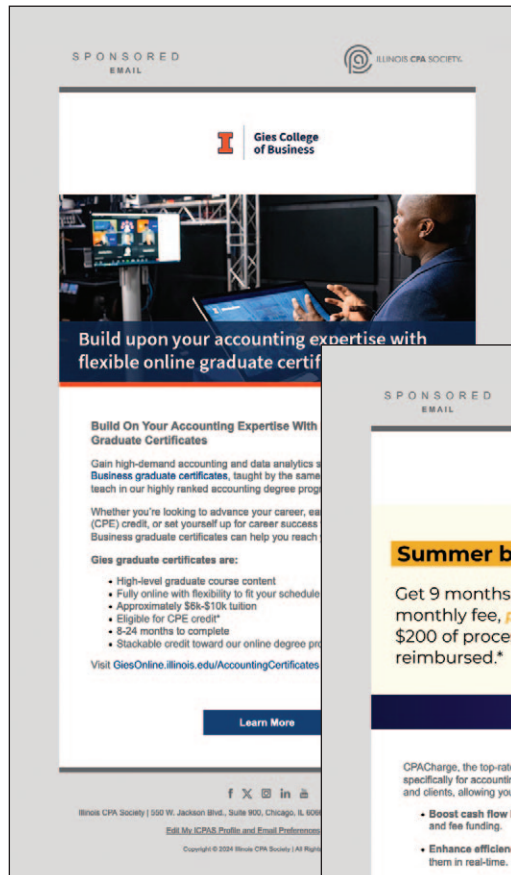 SPONSORED
EMAIL
ILLINOIS CPA SOCIETY.
I
Gies College
of Business
Build upon your accounting expertise with
flexible online graduate certif
Build On Your Accounting Expertise With
Graduate Certificates
Gain high-demand accounting and data analytics s
Business graduate certificates, taught by the same
teach in our highly ranked accounting degree progr
Whether you're looking to advance your career, ea
(CPE) credit, or set yourself up for career success
Business graduate certificates can help you reach
Gies graduate certificates are:
• High-level graduate course content
• Fully online with flexibility to fit your schedule
• Approximately $6k-$10k tuition
• Eligible for CPE credit*
• 8-24 months to complete
• Stackable credit toward our online degree pro
Visit GiesOnline.illinois.edu/AccountingCertificates
Learn More
Illinois CPA Society | 550 W. Jackson Blvd., Suite 900, Chicago, IL 6066
Edit My ICPAS Profile and Email Preferences
Copyright © 2024 Illinois CPA Society | All Rights
SPONSORED
EMAIL
Summer b
Get 9 months
monthly fee,
$200 of proces
reimbursed.*
CPACharge, the top-rate
specifically for accountin
and clients, allowing you
• Boost cash flow
and fee funding.
• Enhance efficien
them in real-time.